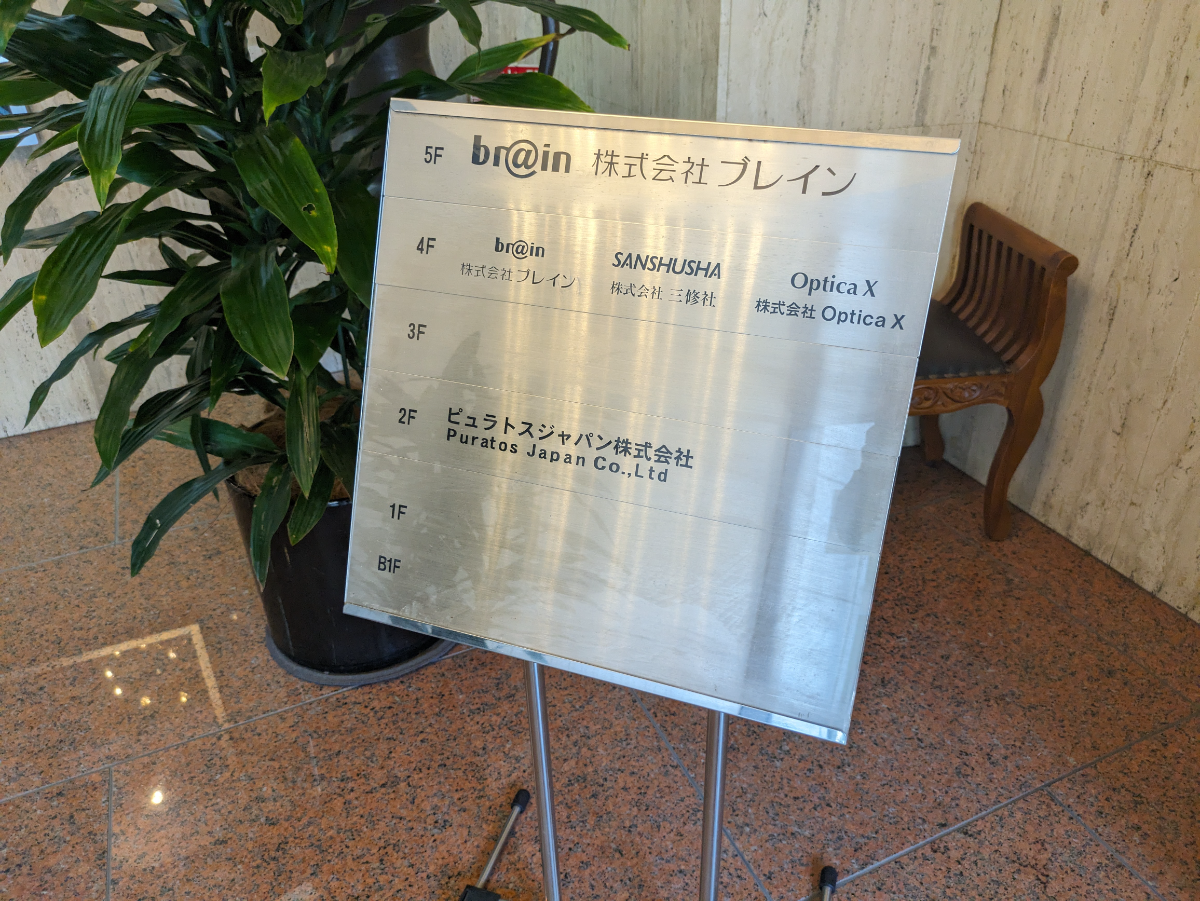 5F br@in 株式会社 ブレイン
4F br@in SANSHUSHA Optica X
株式会社 ブレイン 株式会社 三修社 株式会社 Optica X
3F
2F ピュラトスジャパン株式会社
Puratos Japan Co.,Ltd
1F
B1F